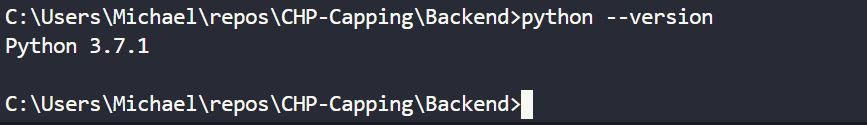 C:\Users\Michael\repos\CHP-Capping\Backend>python --version
Python 3.7.1
C:\Users\Michael\repos\CHP-Capping\Backend>